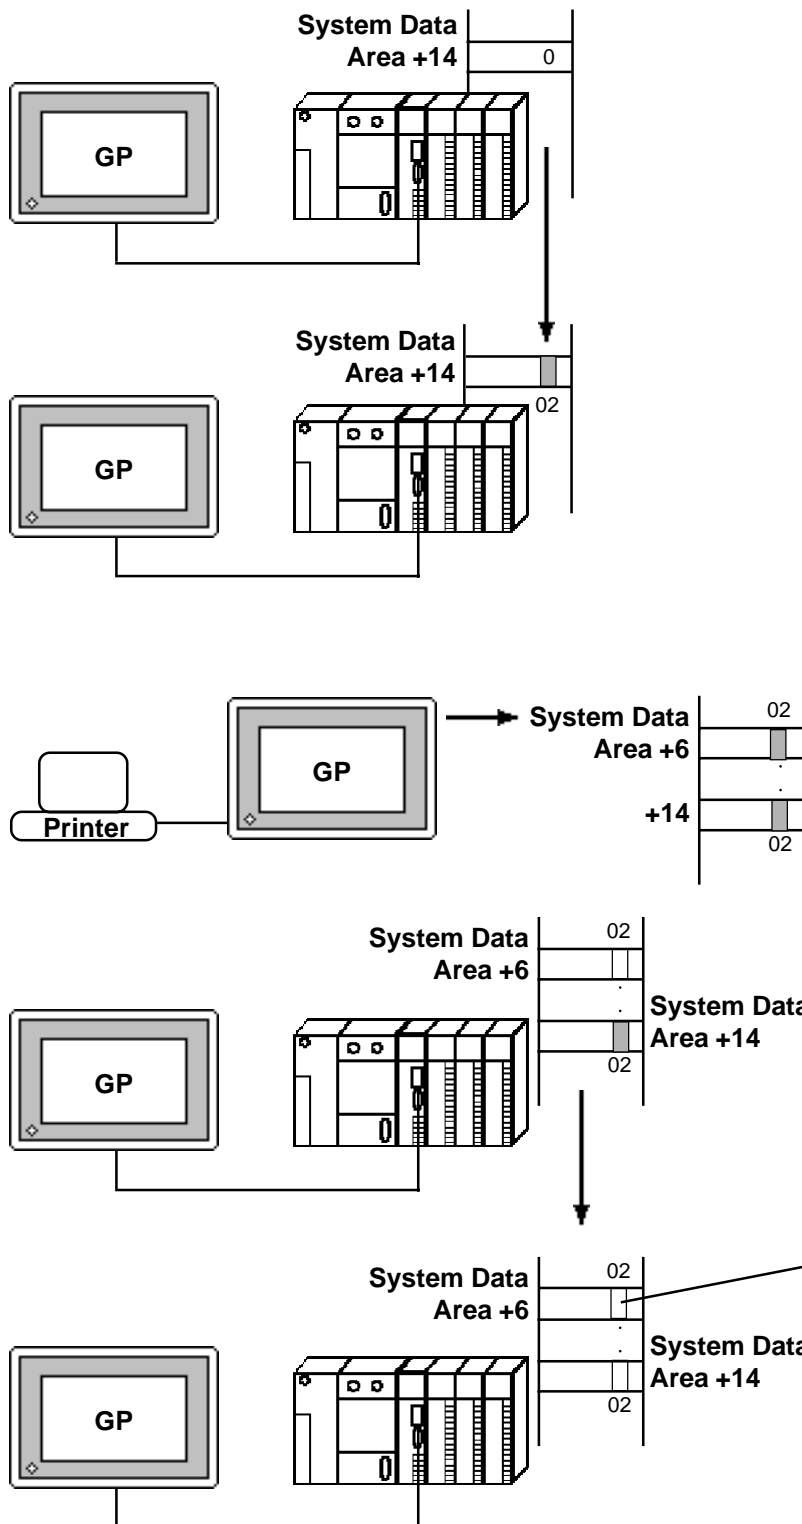 System Data
Area +14
0
GP
System Data
Area +14
02
GP
02
System Data
Area +6
GP
+14
Printer
02
02
System Data
Area +6
System Data
Area +14
GP
02
02
System Data
Area +6
System Data
Area +14
GP
02